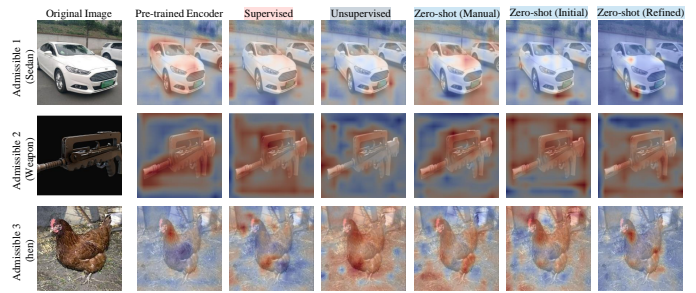 Original Image Pre-trained Encoder Supervised Unsupervised Zero-shot (Manual) Zero-shot (Initial) Zero-shot (Refined)
Admissible 1
(Sedan)
Admissible 2
(Weapon)
Admissible 3
(hen)